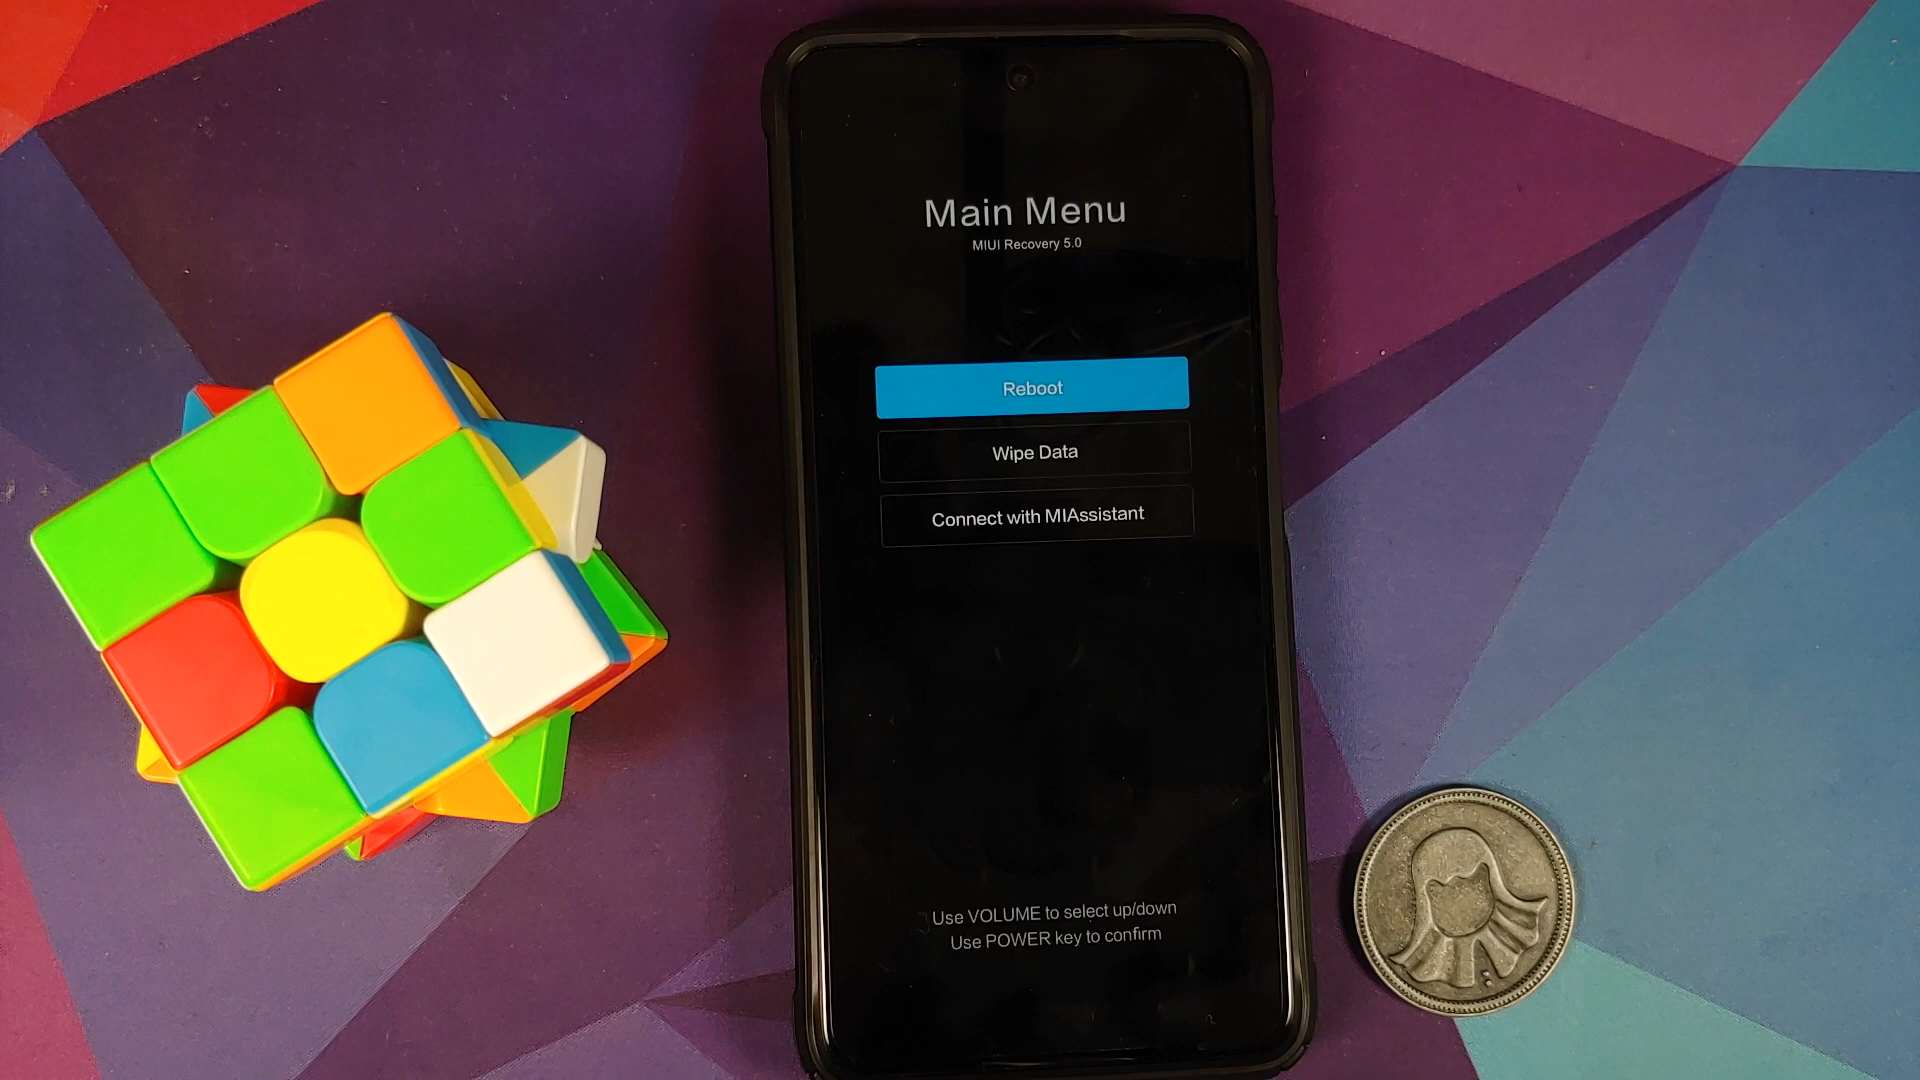 Main Menu
MIUI Recovery 5.0
Reboot
Wipe Data
Connect with MIAssistant
Use VOLUME to select up/down
Use POWER key to confirm